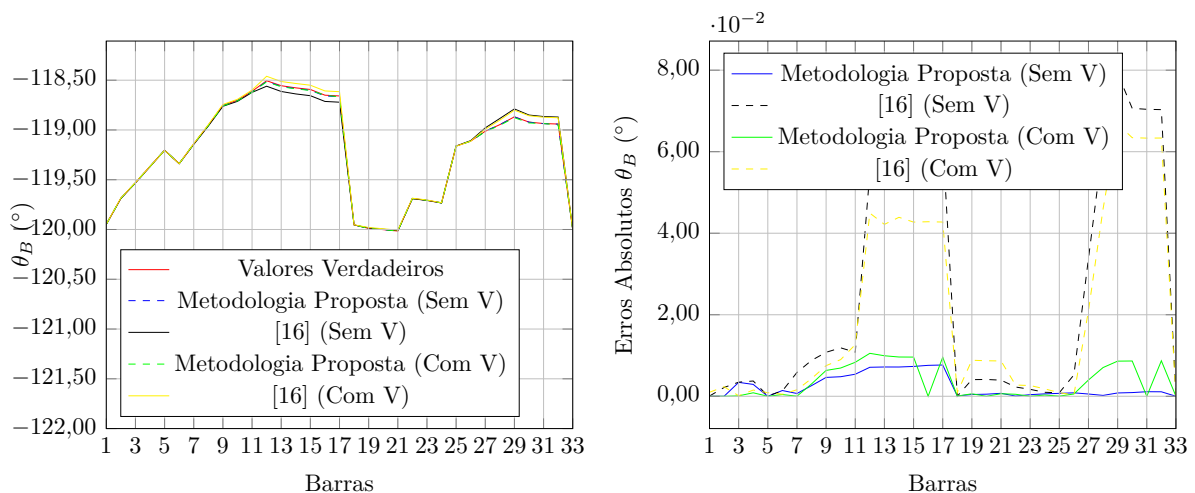 −118,50
−119,00
−119,50
−120,00
−120,50
−121,00
−121,50
−122,00
θB (°)
1 3 5 7 9 11 13 15 17 19 21 23 25 27 29 31 33
Barras
Valores Verdadeiros
Metodologia Proposta (Sem V)
[16] (Sem V)
Metodologia Proposta (Com V)
[16] (Com V)
·10−2
8,00
6,00
4,00
2,00
0,00
Erros Absolutos θB (°)
1 3 5 7 9 11 13 15 17 19 21 23 25 27 29 31 33
Barras
Metodologia Proposta (Sem V)
[16] (Sem V)
Metodologia Proposta (Com V)
[16] (Com V)